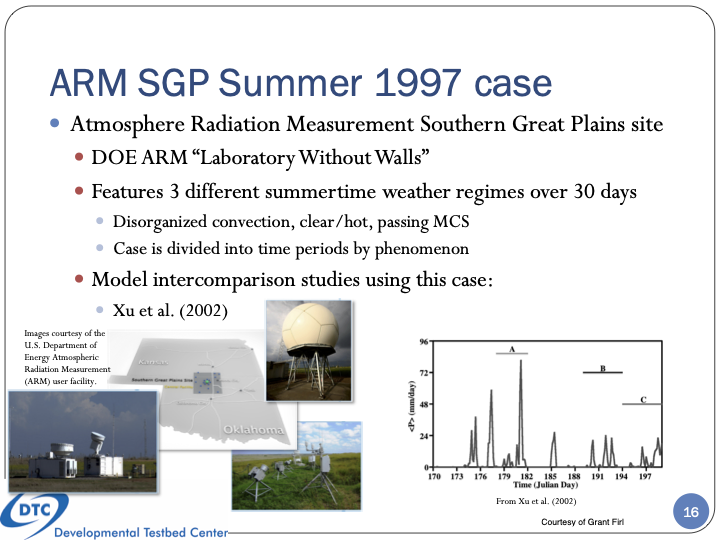 ARM SGP Summer 1997 case
Atmosphere Radiation Measurement Southern Great Plains site
DOE ARM “Laboratory Without Walls”
Features 3 different summertime weather regimes over 30 days
Disorganized convection, clear/hot, passing MCS
Case is divided into time periods by phenomenon
Model intercomparison studies using this case:
Xu et al. (2002)
Images courtesy of the
U.S. Department of
Energy Atmospheric
Radiation Measurement
(ARM) user facility.
Kansas
Southern Great Plains Site
Oklahoma
<P> (mm/day)
96
72
48
24
0
A
B
C
170 173 176 179 182 185 188 191 194 197
Time (Julian Day)
From Xu et al. (2002)
Courtesy of Grant Firl
16
DTC
Developmental Testbed Center